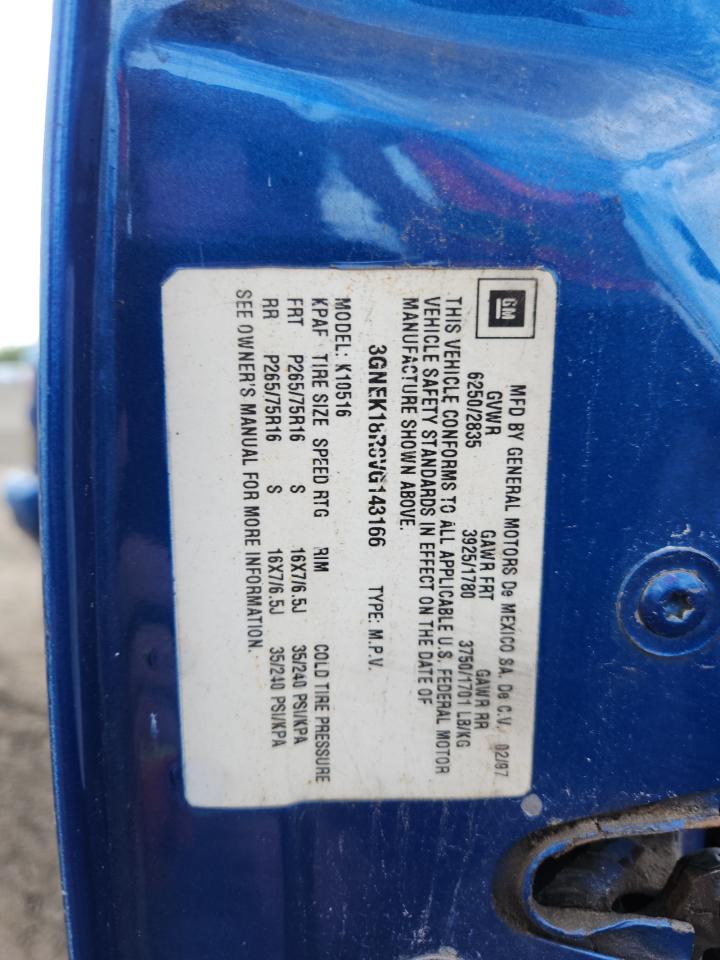 GM
MFD BY GENERAL MOTORS De MEXICO SA. De C.V. 02/97
GVWR GAWR FRT GAWR RR
6250/2835 3925/1780 3750/1701 LB/KG
THIS VEHICLE CONFORMS TO ALL APPLICABLE U.S. FEDERAL MOTOR
VEHICLE SAFETY STANDARDS IN EFFECT ON THE DATE OF
MANUFACTURE SHOWN ABOVE.
3GNEK18R8VG143166 TYPE: M.P.V.
MODEL: K10516
KPAF TIRE SIZE SPEED RTG RIM COLD TIRE PRESSURE
FRT P265/75R16 S 16X7/6.5J 35/240 PSI/KPA
RR P265/75R16 S 16X7/6.5J 35/240 PSI/KPA
SEE OWNER'S MANUAL FOR MORE INFORMATION.